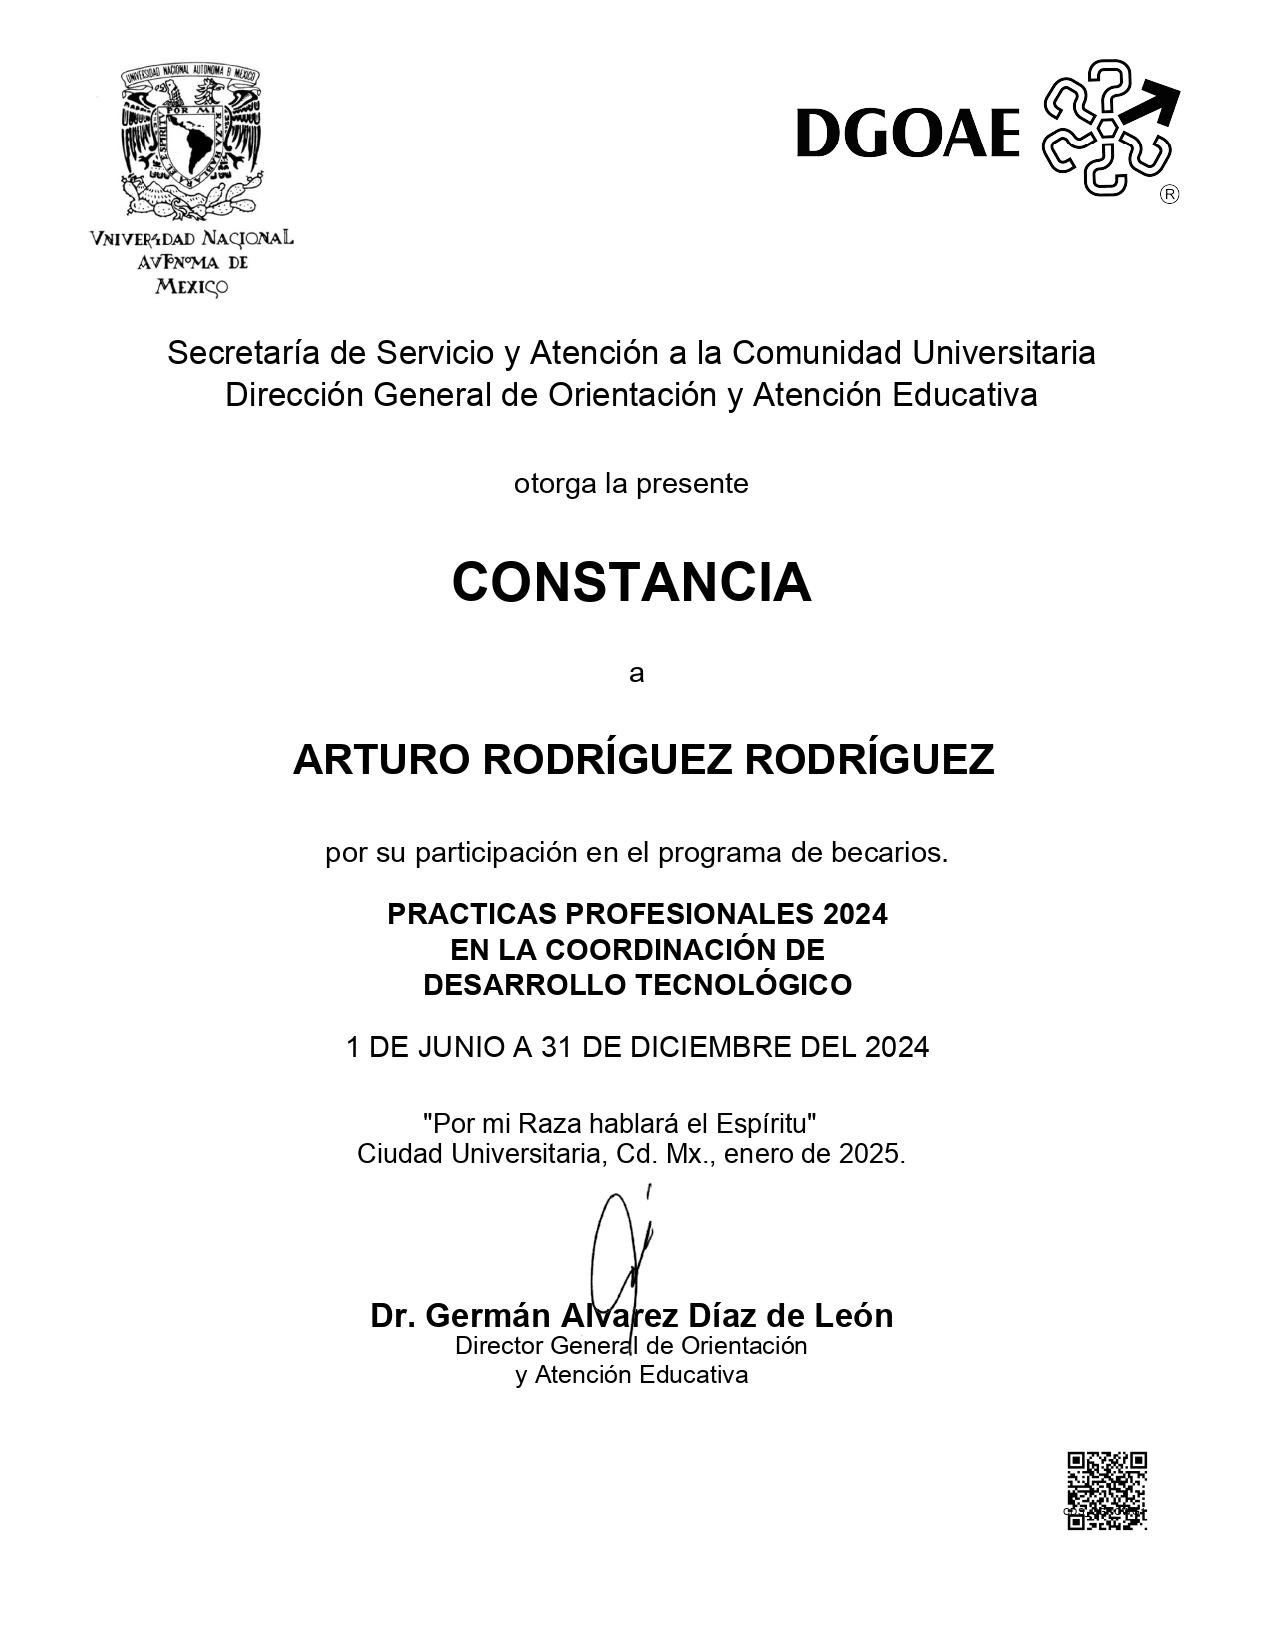 UNIVERSIDAD NACIONAL AUTONOMA D MEXICO
POR MI RAZA HABLARA EL ESPIRITU
VNIVERSDAD NACIONAL
AVTNoMA DE
MEXICO
DGOAE
®
Secretaría de Servicio y Atención a la Comunidad Universitaria
Dirección General de Orientación y Atención Educativa
otorga la presente
CONSTANCIA
a
ARTURO RODRÍGUEZ RODRÍGUEZ
por su participación en el programa de becarios.
PRACTICAS PROFESIONALES 2024
EN LA COORDINACIÓN DE
DESARROLLO TECNOLÓGICO
1 DE JUNIO A 31 DE DICIEMBRE DEL 2024
"Por mi Raza hablará el Espíritu"
Ciudad Universitaria, Cd. Mx., enero de 2025.
Dr. Germán Alvarez Díaz de León
Director General de Orientación
y Atención Educativa